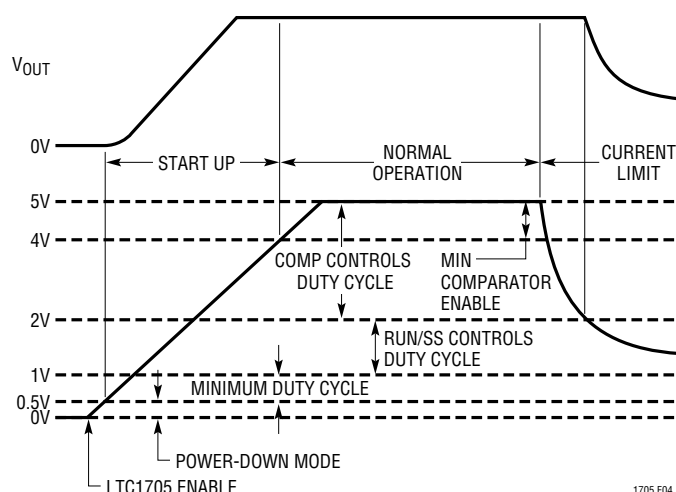 VOUT
0V
START UP
NORMAL
OPERATION
CURRENT
LIMIT
5V
4V
COMP CONTROLS
DUTY CYCLE
MIN
COMPARATOR
ENABLE
2V
RUN/SS CONTROLS
DUTY CYCLE
1V
MINIMUM DUTY CYCLE
0.5V
0V
POWER-DOWN MODE
LTC1705 ENABLE
1705 F04